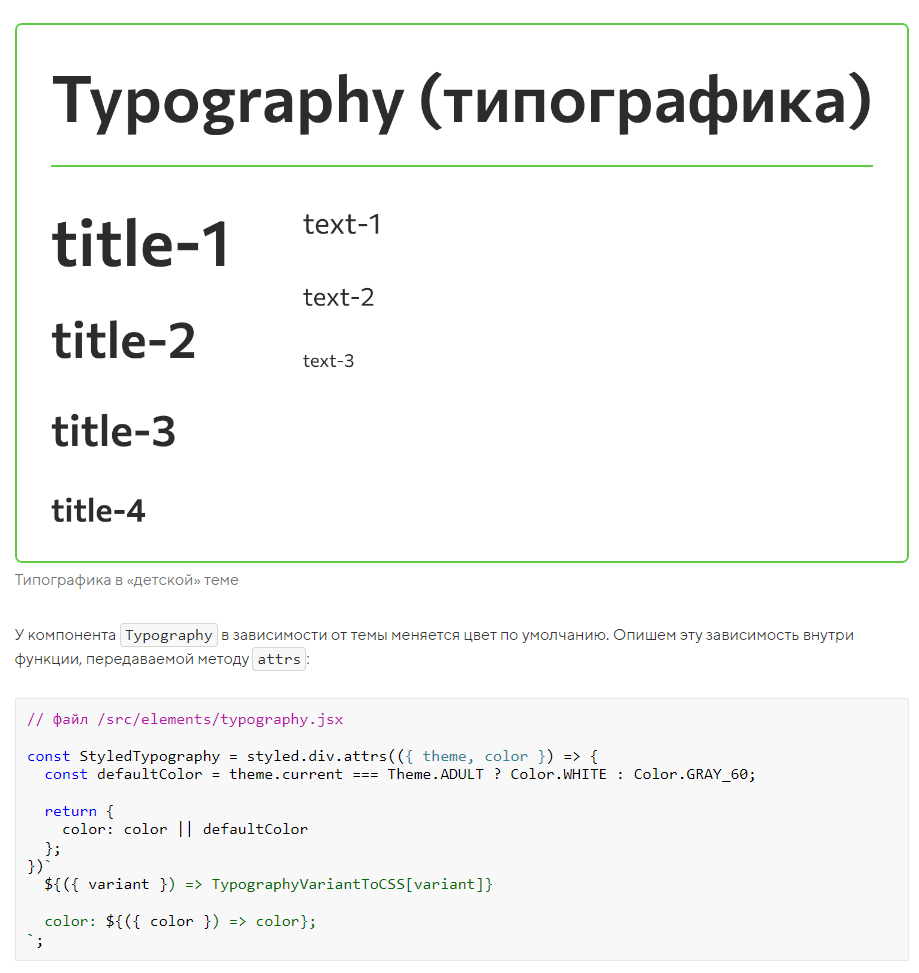 Typography (типографика)
title-1
title-2
title-3
title-4
text-1
text-2
text-3
Типографика в «детской» теме
У компонента Typography в зависимости от темы меняется цвет по умолчанию. Опишем эту зависимость внутри
функции, передаваемой методу attrs:
// файл /src/elements/typography.jsx
const StyledTypography = styled.div.attrs(({ theme, color }) => {
  const defaultColor = theme.current === Theme.ADULT ? Color.WHITE : Color.GRAY_60;
  return {
    color: color || defaultColor
  };
})`
  ${({ variant }) => TypographyVariantToCSS[variant]}
  color: ${({ color }) => color};
`;